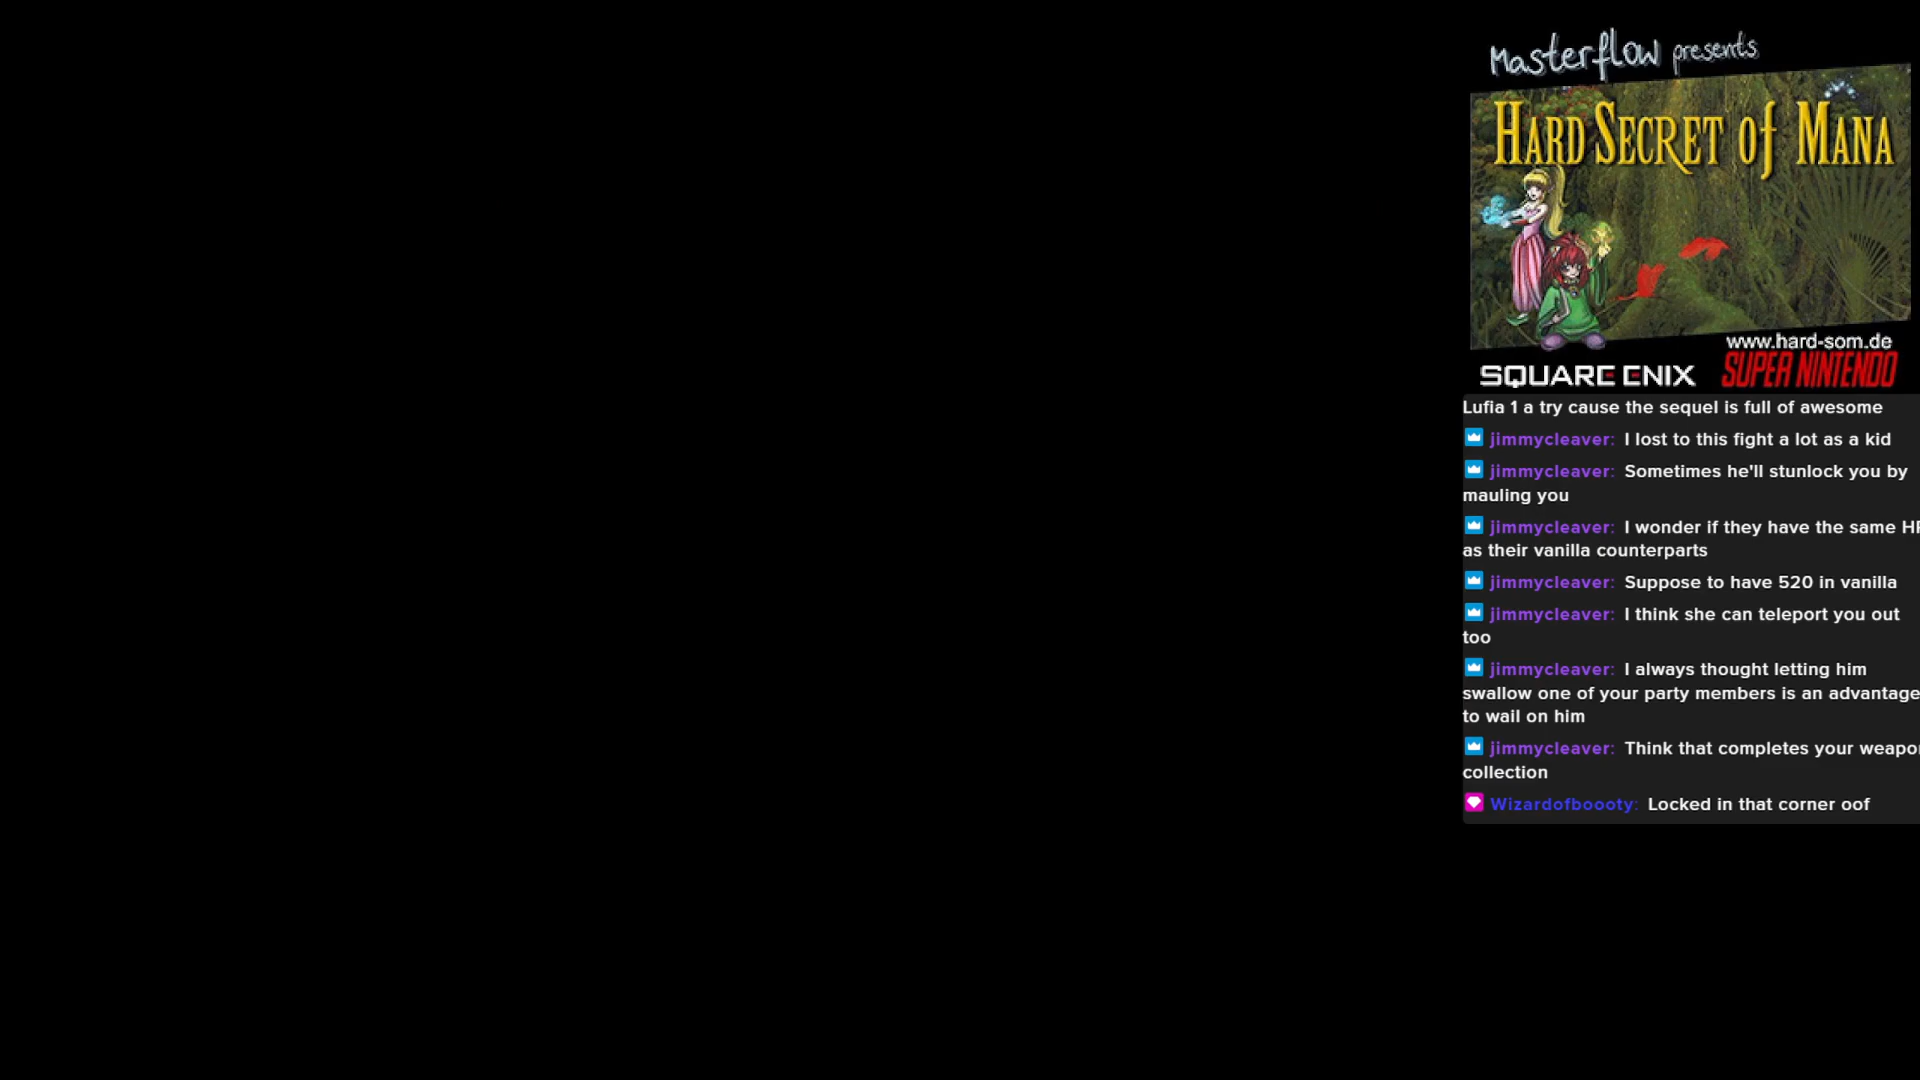 Masterflow presents
HARD SECRET of MANA
www.hard-som.de
SQUARE ENIX
SUPER NINTENDO
Lufia 1 a try cause the sequel is full of awesome
jimmycleaver: I lost to this fight a lot as a kid
jimmycleaver: Sometimes he'll stunlock you by
mauling you
jimmycleaver: I wonder if they have the same HP
as their vanilla counterparts
jimmycleaver: Suppose to have 520 in vanilla
jimmycleaver: I think she can teleport you out
too
jimmycleaver: I always thought letting him
swallow one of your party members is an advantage
to wail on him
jimmycleaver: Think that completes your weapon
collection
Wizardofboooty: Locked in that corner oof